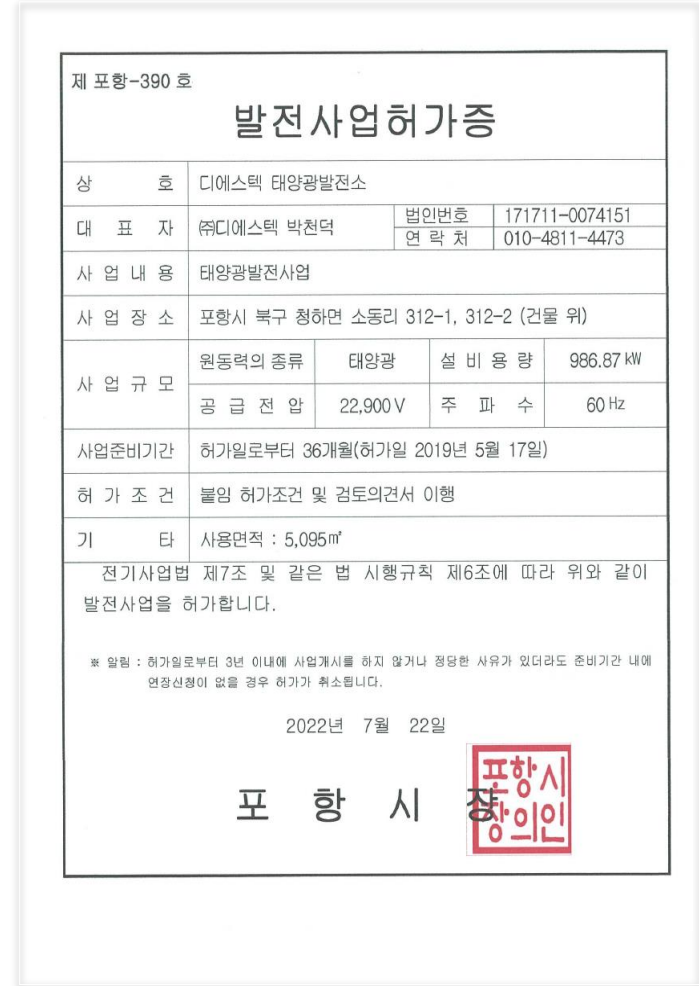 제 포항-390 호
발전사업허가증
상 호 디에스텍 태양광발전소
대 표 자 ㈜디에스텍 박천덕 법인번호 171711-0074151
연 락 처 010-4811-4473
사 업 내 용 태양광발전사업
사 업 장 소 포항시 북구 청하면 소동리 312-1, 312-2 (건물 위)
사 업 규 모 원동력의 종류 태양광 설 비 용 량 986.87 kW
공 급 전 압 22,900 V 주 파 수 60 Hz
사업준비기간 허가일로부터 36개월(허가일 2019년 5월 17일)
허 가 조 건 붙임 허가조건 및 검토의견서 이행
기 타 사용면적 : 5,095㎡
전기사업법 제7조 및 같은 법 시행규칙 제6조에 따라 위와 같이
발전사업을 허가합니다.
※ 알림 : 허가일로부터 3년 이내에 사업개시를 하지 않거나 정당한 사유가 있더라도 준비기간 내에
연장신청이 없을 경우 허가가 취소됩니다.
2022년 7월 22일
포 항 시 장
포항시
장의인